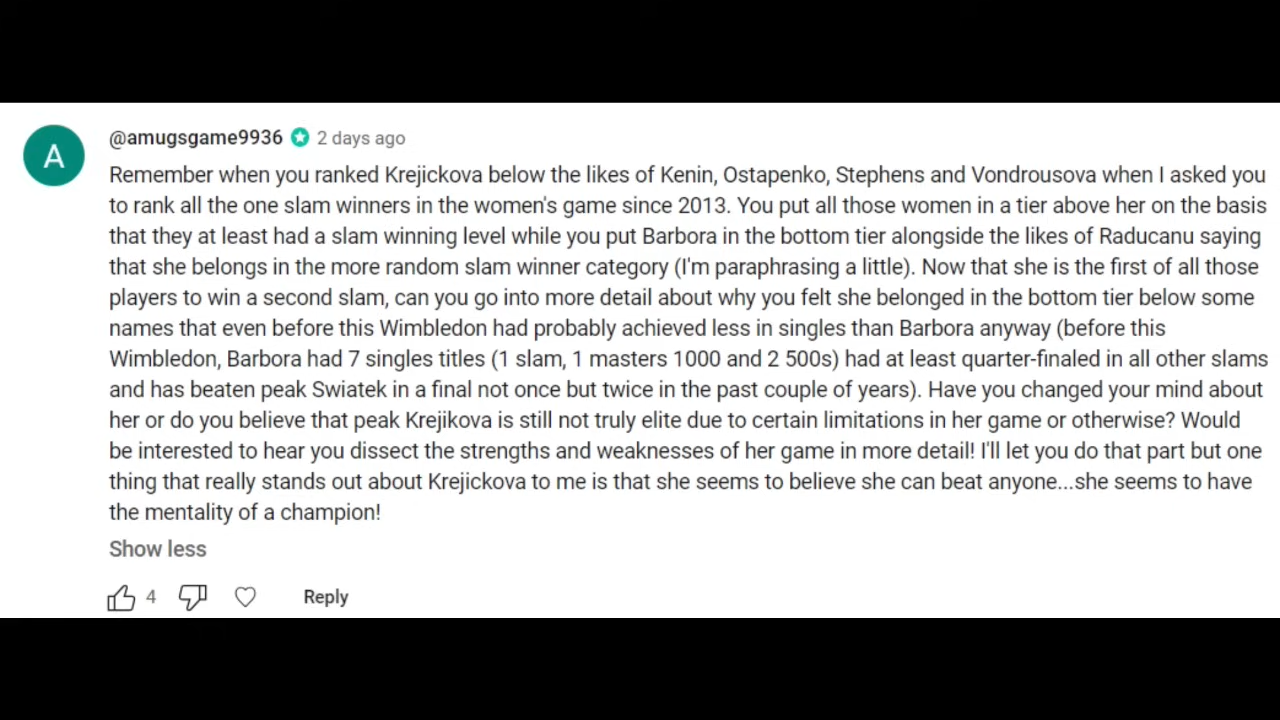 A
@amugsgame9936 2 days ago
Remember when you ranked Krejickova below the likes of Kenin, Ostapenko, Stephens and Vondrousova when I asked you
to rank all the one slam winners in the women's game since 2013. You put all those women in a tier above her on the basis
that they at least had a slam winning level while you put Barbora in the bottom tier alongside the likes of Raducanu saying
that she belongs in the more random slam winner category (I'm paraphrasing a little). Now that she is the first of all those
players to win a second slam, can you go into more detail about why you felt she belonged in the bottom tier below some
names that even before this Wimbledon had probably achieved less in singles than Barbora anyway (before this
Wimbledon, Barbora had 7 singles titles (1 slam, 1 masters 1000 and 2 500s) had at least quarter-finaled in all other slams
and has beaten peak Swiatek in a final not once but twice in the past couple of years). Have you changed your mind about
her or do you believe that peak Krejikova is still not truly elite due to certain limitations in her game or otherwise? Would
be interested to hear you dissect the strengths and weaknesses of her game in more detail! I'll let you do that part but one
thing that really stands out about Krejickova to me is that she seems to believe she can beat anyone...she seems to have
the mentality of a champion!
Show less
4 Reply